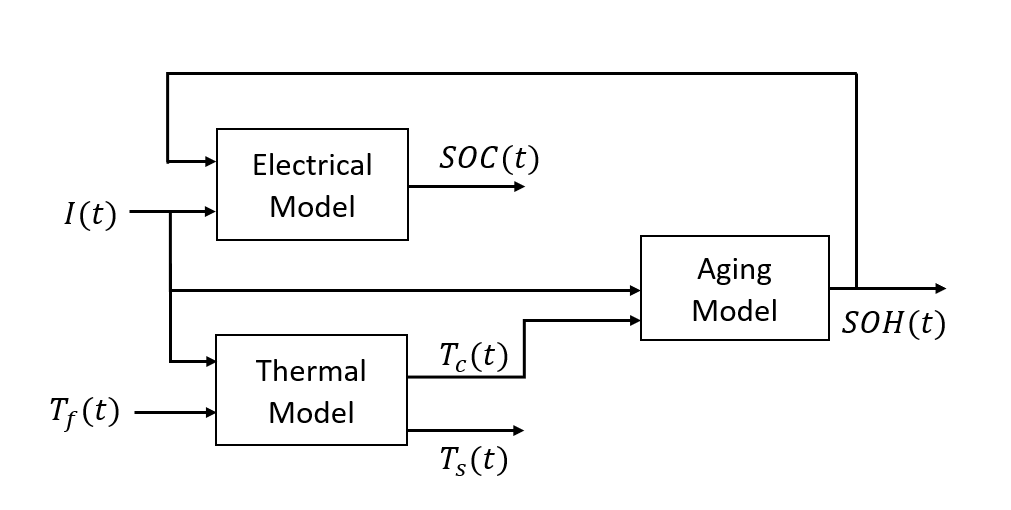 Electrical
Model
SOC(t)
I(t)
Aging
Model
SOH(t)
Thermal
Model
T_c(t)
T_f(t)
T_s(t)